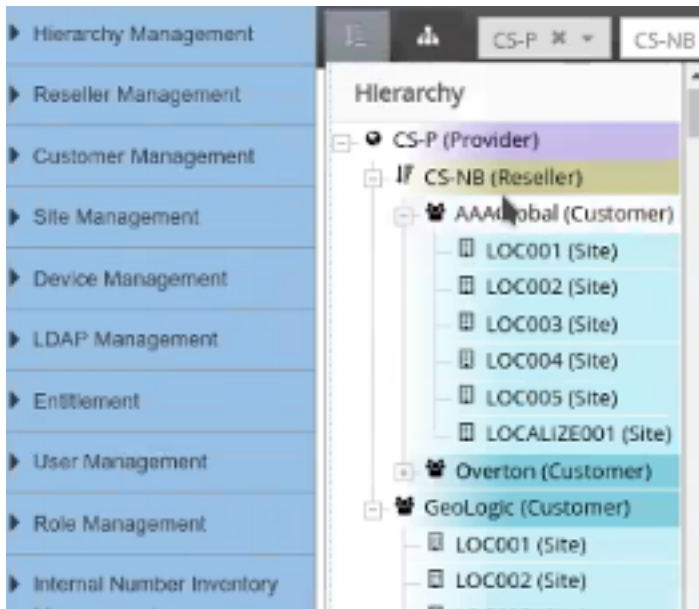 Hierarchy Management
Reseller Management
Customer Management
Site Management
Device Management
LDAP Management
Entitlement
User Management
Role Management
Internal Number Inventory
CS-P
CS-NB
Hierarchy
CS-P (Provider)
CS-NB (Reseller)
(Customer)
LOC001 (Site)
LOC002 (Site)
LOC003 (Site)
LOC004 (Site)
LOC005 (Site)
LOCALIZE001 (Site)
Overton (Customer)
GeoLogic (Customer)
LOC001 (Site)
LOC002 (Site)